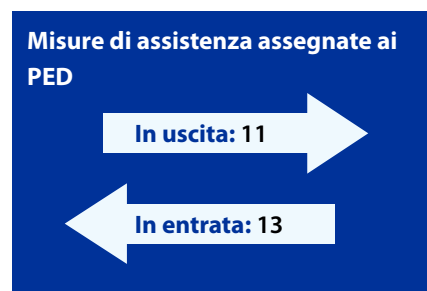 Misure di assistenza assegnate ai
PED
In uscita: 11
In entrata: 13